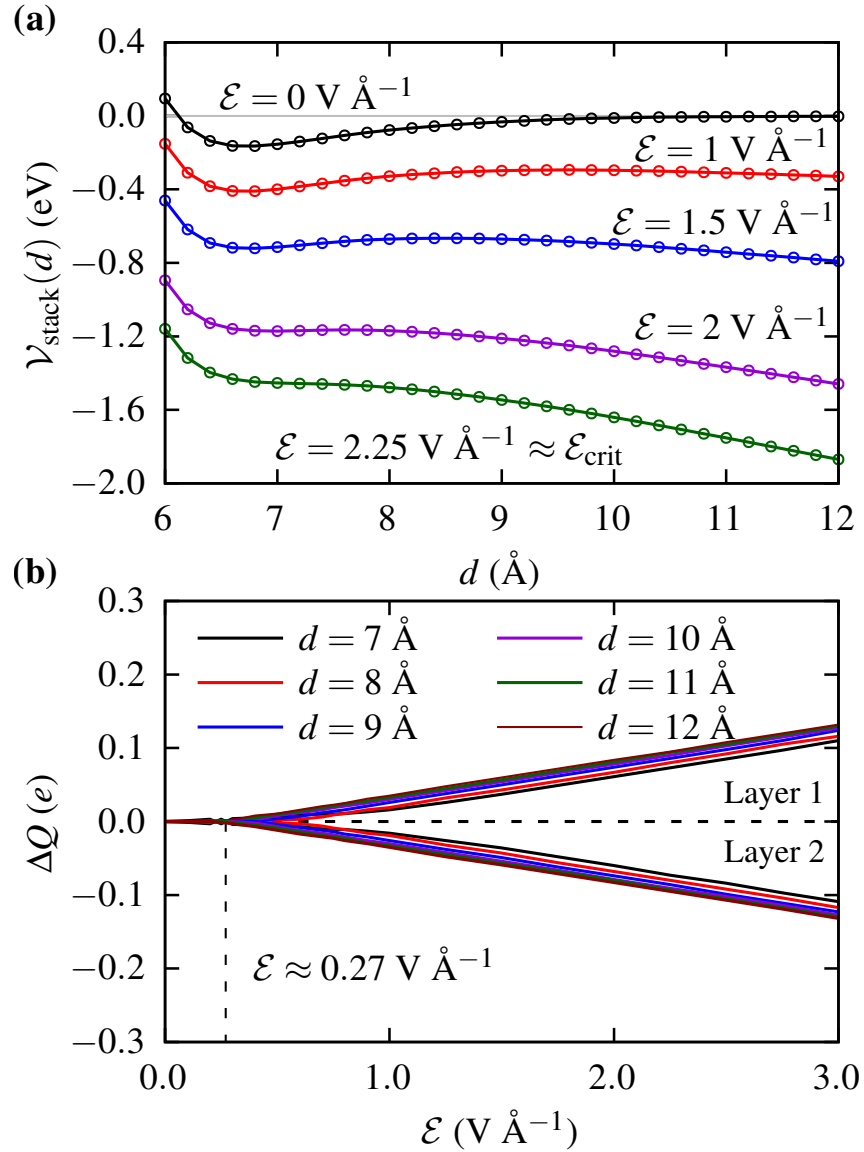 (a)
0.4
0.0
−0.4
−0.8
−1.2
−1.6
−2.0
𝒱stack(d) (eV)
ℰ = 0 V Å⁻¹
ℰ = 1 V Å⁻¹
ℰ = 1.5 V Å⁻¹
ℰ = 2 V Å⁻¹
ℰ = 2.25 V Å⁻¹ ≈ ℰcrit
6 7 8 9 10 11 12
d (Å)
(b)
0.3
0.2
0.1
0.0
−0.1
−0.2
−0.3
ΔQ (e)
d = 7 Å d = 10 Å
d = 8 Å d = 11 Å
d = 9 Å d = 12 Å
Layer 1
Layer 2
ℰ ≈ 0.27 V Å⁻¹
0.0 1.0 2.0 3.0
ℰ (V Å⁻¹)